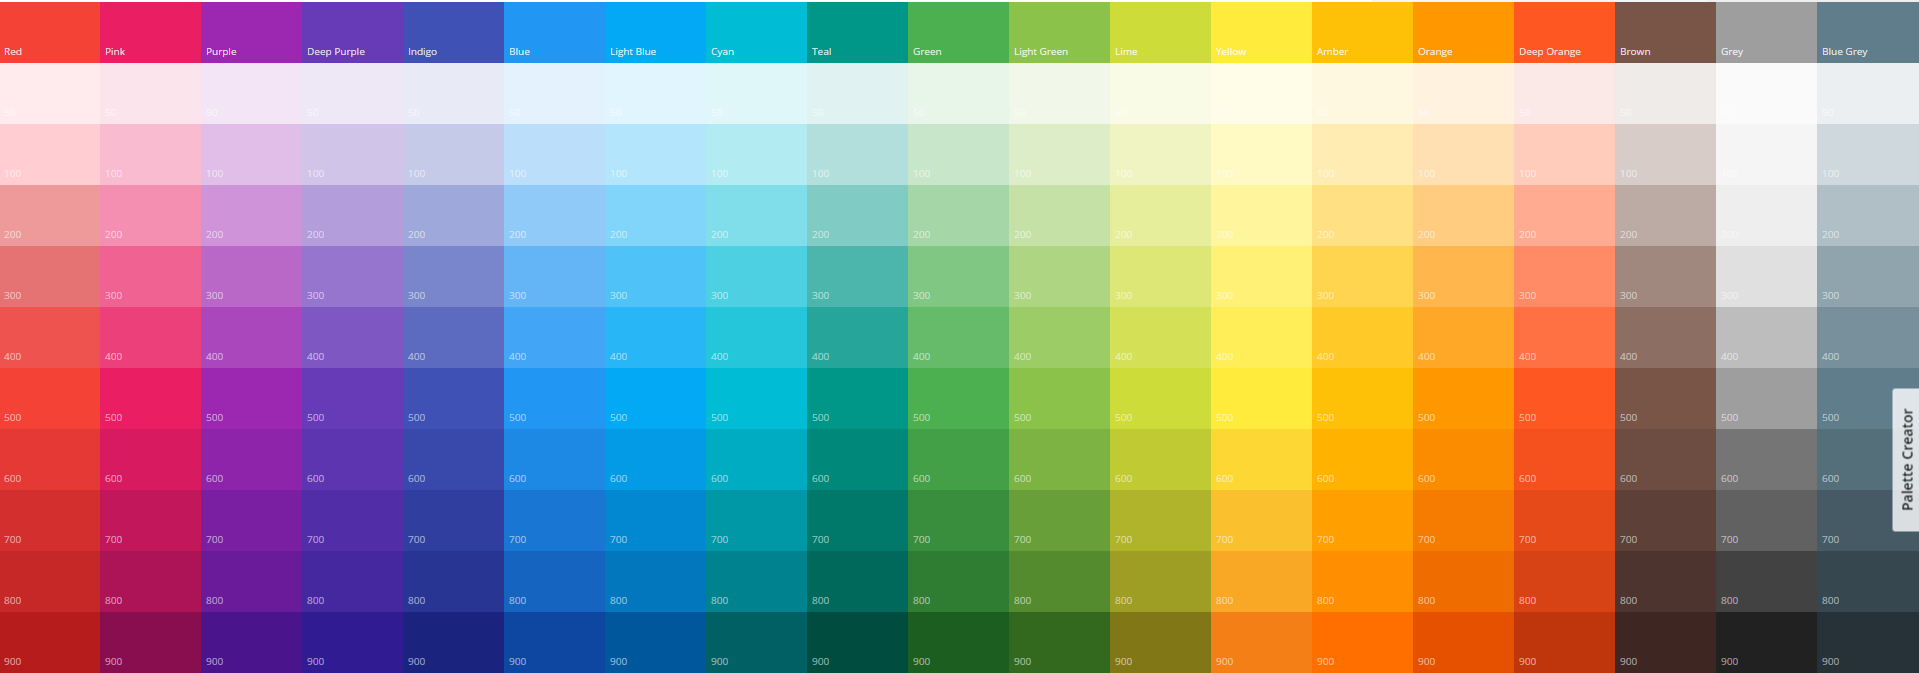 Red Pink Purple Deep Purple Indigo Blue Light Blue Cyan Teal Green Light Green Lime Yellow Amber Orange Deep Orange Brown Grey Blue Grey
50 50 50 50 50 50 50 50 50 50 50 50 50 50 50
100 100 100 100 100 100 100 100 100 100 100 100 100 100 100 100 100 100
200 200 200 200 200 200 200 200 200 200 200 200 200 200 200 200 200 200
300 300 300 300 300 300 300 300 300 300 300 300 300 300 300 300 300 300 300
400 400 400 400 400 400 400 400 400 400 400 400 400 400 400 400 400 400 400
500 500 500 500 500 500 500 500 500 500 500 500 500 500 500 500 500 500 500
600 600 600 600 600 600 600 600 600 600 600 600 600 600 600 600 600 600 600
700 700 700 700 700 700 700 700 700 700 700 700 700 700 700 700 700 700 700
800 800 800 800 800 800 800 800 800 800 800 800 800 800 800 800 800 800 800
900 900 900 900 900 900 900 900 900 900 900 900 900 900 900 900 900 900 900
Palette Creator